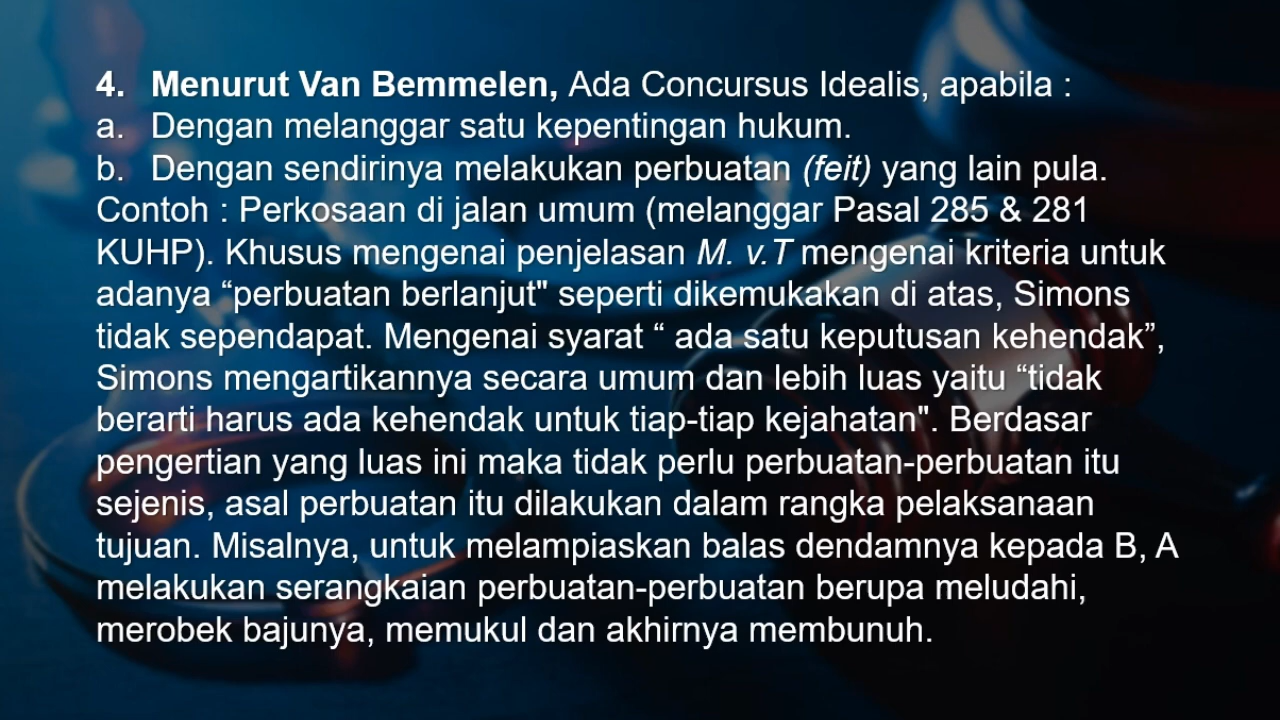 4. Menurut Van Bemmelen, Ada Concursus Idealis, apabila :
a. Dengan melanggar satu kepentingan hukum.
b. Dengan sendirinya melakukan perbuatan (feit) yang lain pula.
Contoh : Perkosaan di jalan umum (melanggar Pasal 285 & 281
KUHP). Khusus mengenai penjelasan M. v.T mengenai kriteria untuk
adanya “perbuatan berlanjut" seperti dikemukakan di atas, Simons
tidak sependapat. Mengenai syarat “ ada satu keputusan kehendak”,
Simons mengartikannya secara umum dan lebih luas yaitu “tidak
berarti harus ada kehendak untuk tiap-tiap kejahatan". Berdasar
pengertian yang luas ini maka tidak perlu perbuatan-perbuatan itu
sejenis, asal perbuatan itu dilakukan dalam rangka pelaksanaan
tujuan. Misalnya, untuk melampiaskan balas dendamnya kepada B, A
melakukan serangkaian perbuatan-perbuatan berupa meludahi,
merobek bajunya, memukul dan akhirnya membunuh.